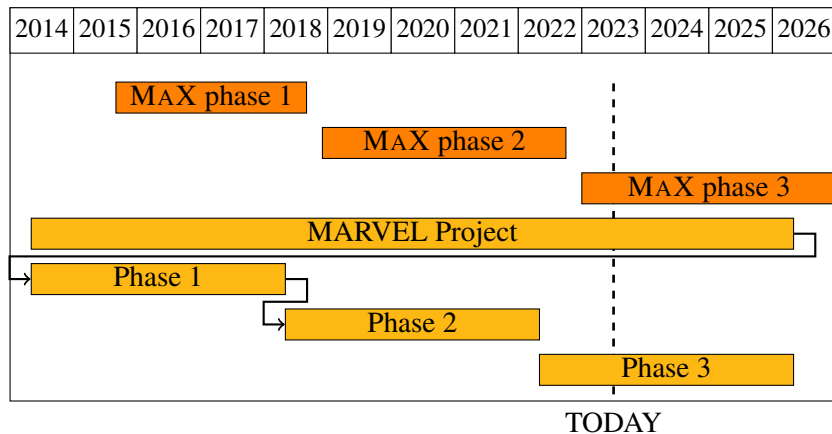 2014 2015 2016 2017 2018 2019 2020 2021 2022 2023 2024 2025 2026
MAX phase 1
MAX phase 2
MAX phase 3
MARVEL Project
Phase 1
Phase 2
Phase 3
TODAY